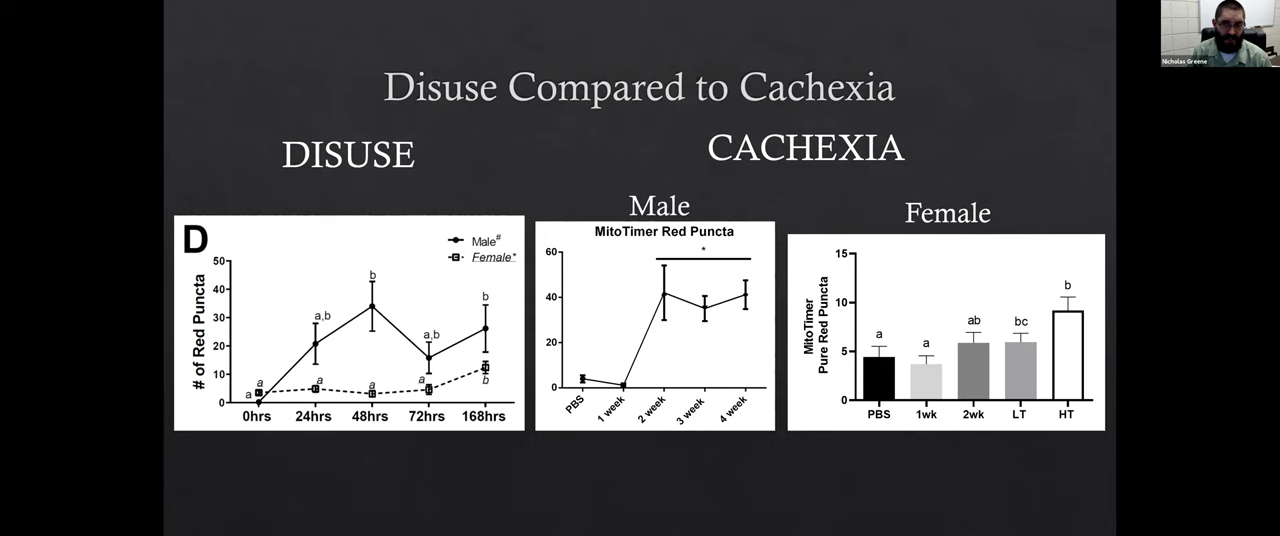 Nicholas Greene
Disuse Compared to Cachexia
DISUSE
CACHEXIA
Male
Female
D
Male#
Female*
# of Red Puncta
50
40
30
20
10
0
a
a
a,b
a
b
a
a,b
a
b
b
0hrs 24hrs 48hrs 72hrs 168hrs
MitoTimer Red Puncta
*
60
40
20
0
PBS 1 week 2 week 3 week 4 week
MitoTimer
Pure Red Puncta
15
10
5
0
a a ab bc b
PBS 1wk 2wk LT HT